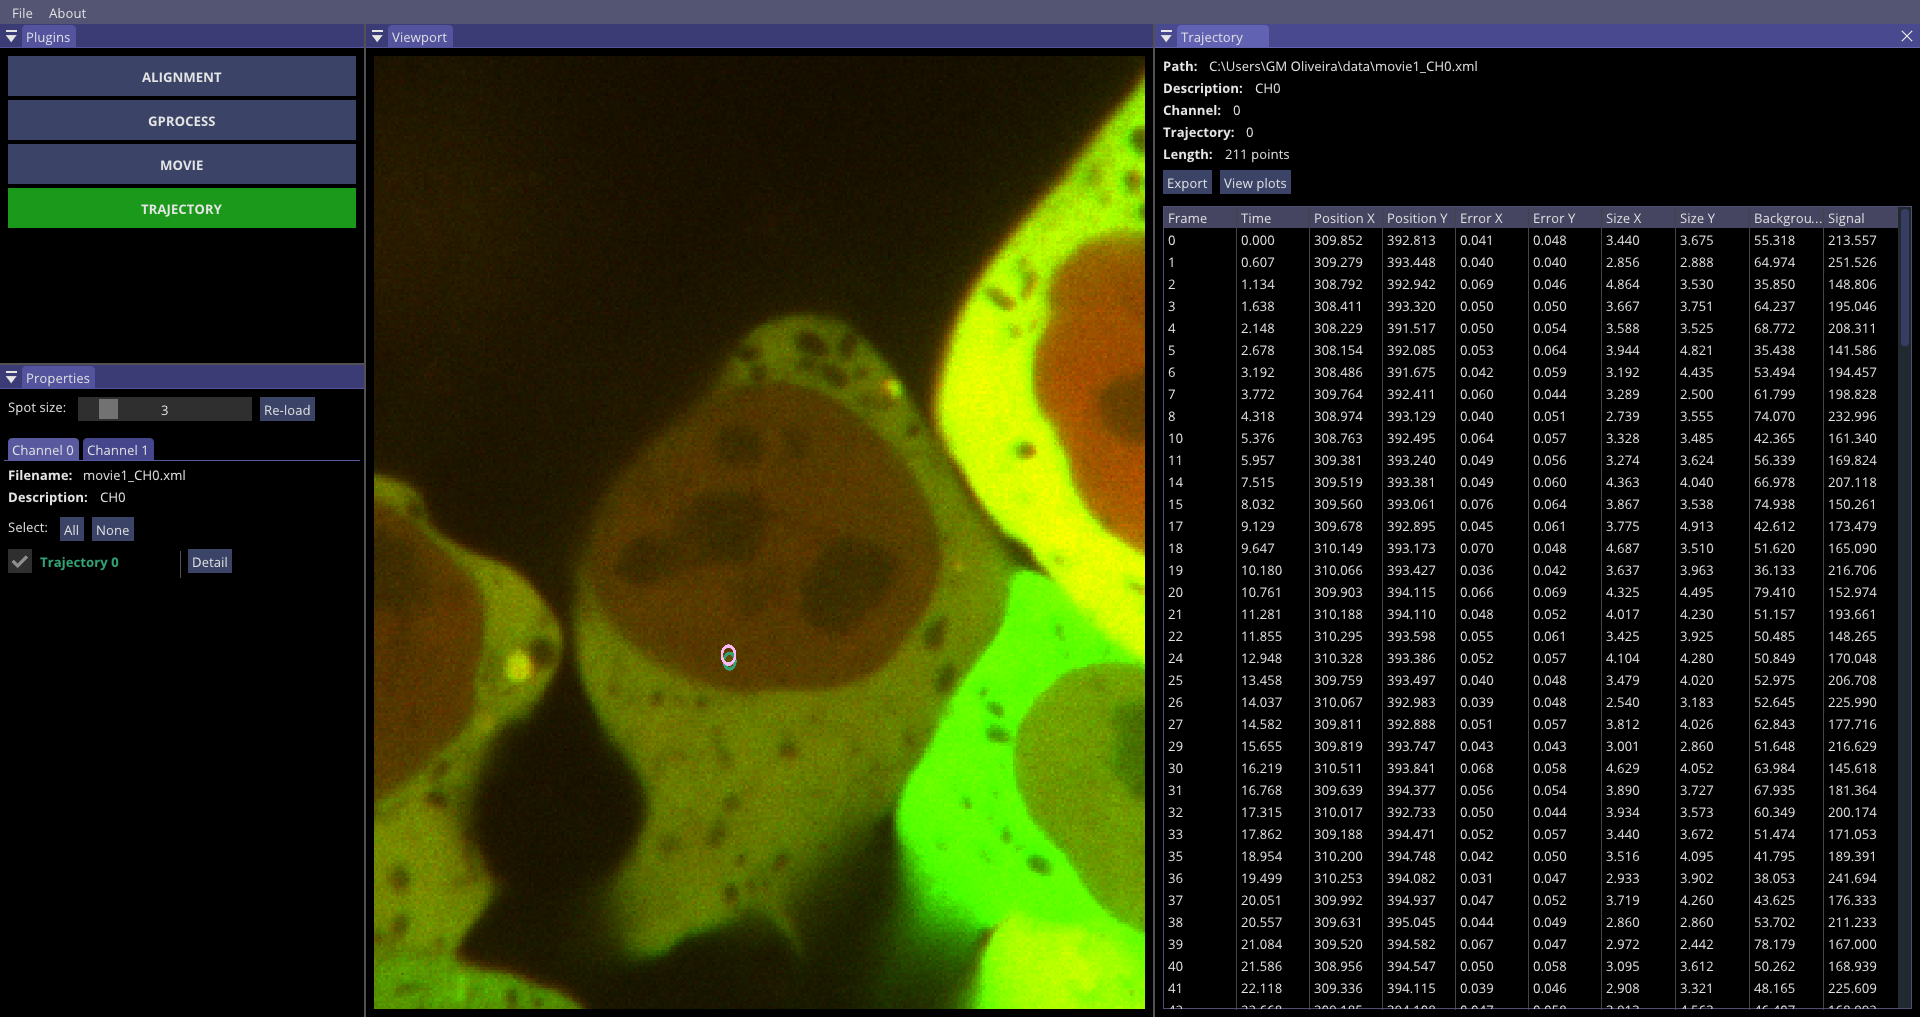 File About
Plugins
ALIGNMENT
GPROCESS
MOVIE
TRAJECTORY
Properties
Spot size: 3 Re-load
Channel 0 Channel 1
Filename: movie1_CH0.xml
Description: CH0
Select: All None
Trajectory 0 Detail
Viewport
Trajectory
Path: C:\Users\GM Oliveira\data\movie1_CH0.xml
Description: CH0
Channel: 0
Trajectory: 0
Length: 211 points
Export View plots
Frame Time Position X Position Y Error X Error Y Size X Size Y Backgrou... Signal
0 0.000 309.852 392.813 0.041 0.048 3.440 3.675 55.318 213.557
1 0.607 309.279 393.448 0.040 0.040 2.856 2.888 64.974 251.526
2 1.134 308.792 392.942 0.069 0.046 4.864 3.530 35.850 148.806
3 1.638 308.411 393.320 0.050 0.050 3.667 3.751 64.237 195.046
4 2.148 308.229 391.517 0.050 0.054 3.588 3.525 68.772 208.311
5 2.678 308.154 392.085 0.053 0.064 3.944 4.821 35.438 141.586
6 3.192 308.486 391.675 0.042 0.059 3.192 4.435 53.494 194.457
7 3.772 309.764 392.411 0.060 0.044 3.289 2.500 61.799 198.828
8 4.318 308.974 393.129 0.040 0.051 2.739 3.555 74.070 232.996
10 5.376 308.763 392.495 0.064 0.057 3.328 3.485 42.365 161.340
11 5.957 309.381 393.240 0.049 0.056 3.274 3.624 56.339 169.824
14 7.515 309.519 393.381 0.049 0.060 4.363 4.040 66.978 207.118
15 8.032 309.560 393.061 0.076 0.064 3.867 3.538 74.938 150.261
17 9.129 309.678 392.895 0.045 0.061 3.775 4.913 42.612 173.479
18 9.647 310.149 393.173 0.070 0.048 4.687 3.510 51.620 165.090
19 10.180 310.066 393.427 0.036 0.042 3.637 3.963 36.133 216.706
20 10.761 309.903 394.115 0.066 0.069 4.325 4.495 79.410 152.974
21 11.281 310.188 394.110 0.048 0.052 4.017 4.230 51.157 193.661
22 11.855 310.295 393.598 0.055 0.061 3.425 3.925 50.485 148.265
24 12.948 310.328 393.386 0.052 0.057 4.104 4.280 50.849 170.048
25 13.458 309.759 393.497 0.040 0.048 3.479 4.020 52.975 206.708
26 14.037 310.067 392.983 0.039 0.048 2.540 3.183 52.645 225.990
27 14.582 309.811 392.888 0.051 0.057 3.812 4.026 62.843 177.716
29 15.655 309.819 393.747 0.043 0.043 3.001 2.860 51.648 216.629
30 16.219 310.511 393.841 0.068 0.058 4.629 4.052 63.984 145.618
31 16.768 309.639 394.377 0.056 0.054 3.890 3.727 67.935 181.364
32 17.315 310.017 392.733 0.050 0.044 3.934 3.573 60.349 200.174
33 17.862 309.188 394.471 0.052 0.057 3.440 3.672 51.474 171.053
35 18.954 310.200 394.748 0.042 0.050 3.516 4.095 41.795 189.391
36 19.499 310.253 394.082 0.031 0.047 2.933 3.902 38.053 241.694
37 20.051 309.992 394.937 0.047 0.052 3.719 4.260 43.625 176.333
38 20.557 309.631 395.045 0.044 0.049 2.860 2.860 53.702 211.233
39 21.084 309.520 394.582 0.067 0.047 2.972 2.442 78.179 167.000
40 21.586 308.956 394.547 0.050 0.058 3.095 3.612 50.262 168.939
41 22.118 309.336 394.115 0.039 0.046 2.908 3.321 48.165 225.609